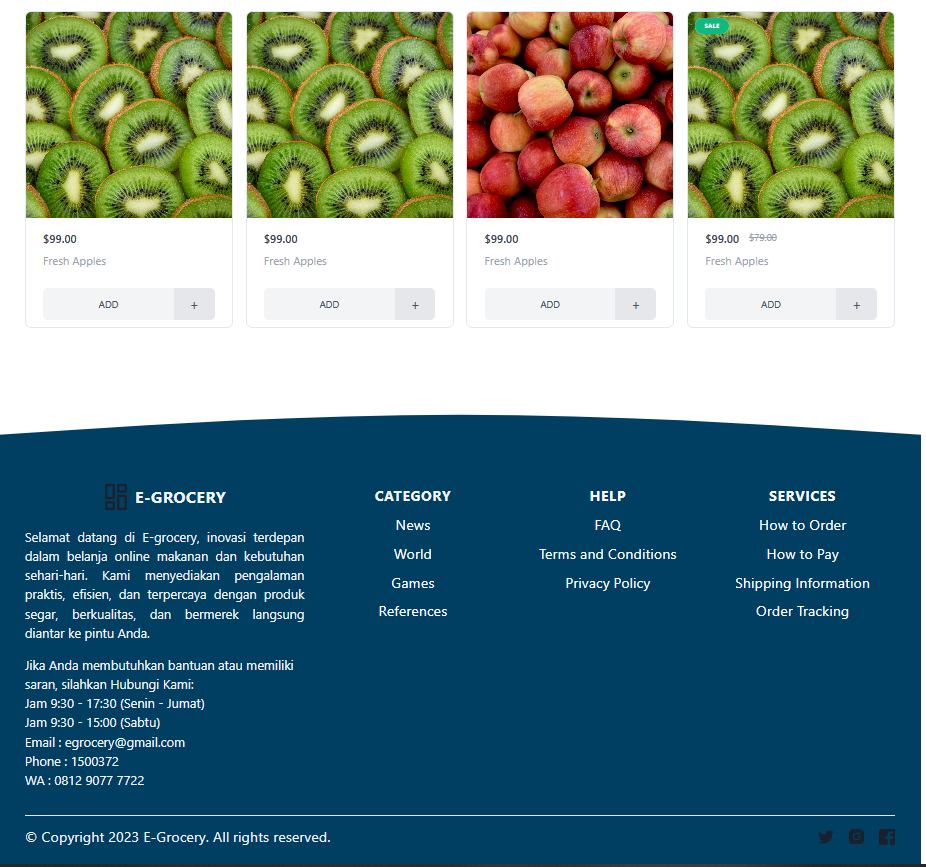 SALE
$99.00
Fresh Apples
ADD +
$99.00
Fresh Apples
ADD +
$99.00
Fresh Apples
ADD +
$99.00 $79.00
Fresh Apples
ADD +
E-GROCERY
Selamat datang di E-grocery, inovasi terdepan
dalam belanja online makanan dan kebutuhan
sehari-hari. Kami menyediakan pengalaman
praktis, efisien, dan terpercaya dengan produk
segar, berkualitas, dan bermerek langsung
diantar ke pintu Anda.
Jika Anda membutuhkan bantuan atau memiliki
saran, silahkan Hubungi Kami:
Jam 9:30 - 17:30 (Senin - Jumat)
Jam 9:30 - 15:00 (Sabtu)
Email : egrocery@gmail.com
Phone : 1500372
WA : 0812 9077 7722
CATEGORY
News
World
Games
References
HELP
FAQ
Terms and Conditions
Privacy Policy
SERVICES
How to Order
How to Pay
Shipping Information
Order Tracking
© Copyright 2023 E-Grocery. All rights reserved.